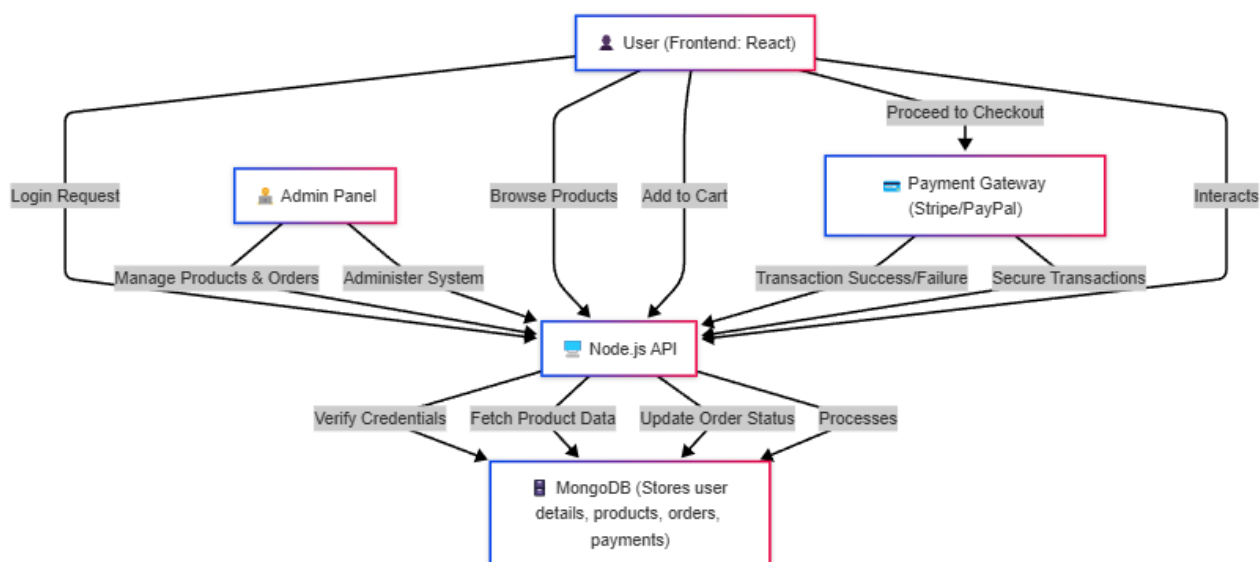 User (Frontend: React)
Proceed to Checkout
Login Request
Admin Panel
Browse Products
Add to Cart
Payment Gateway
(Stripe/PayPal)
Interacts
Manage Products & Orders
Administer System
Transaction Success/Failure
Secure Transactions
Node.js API
Verify Credentials
Fetch Product Data
Update Order Status
Processes
MongoDB (Stores user
details, products, orders,
payments)